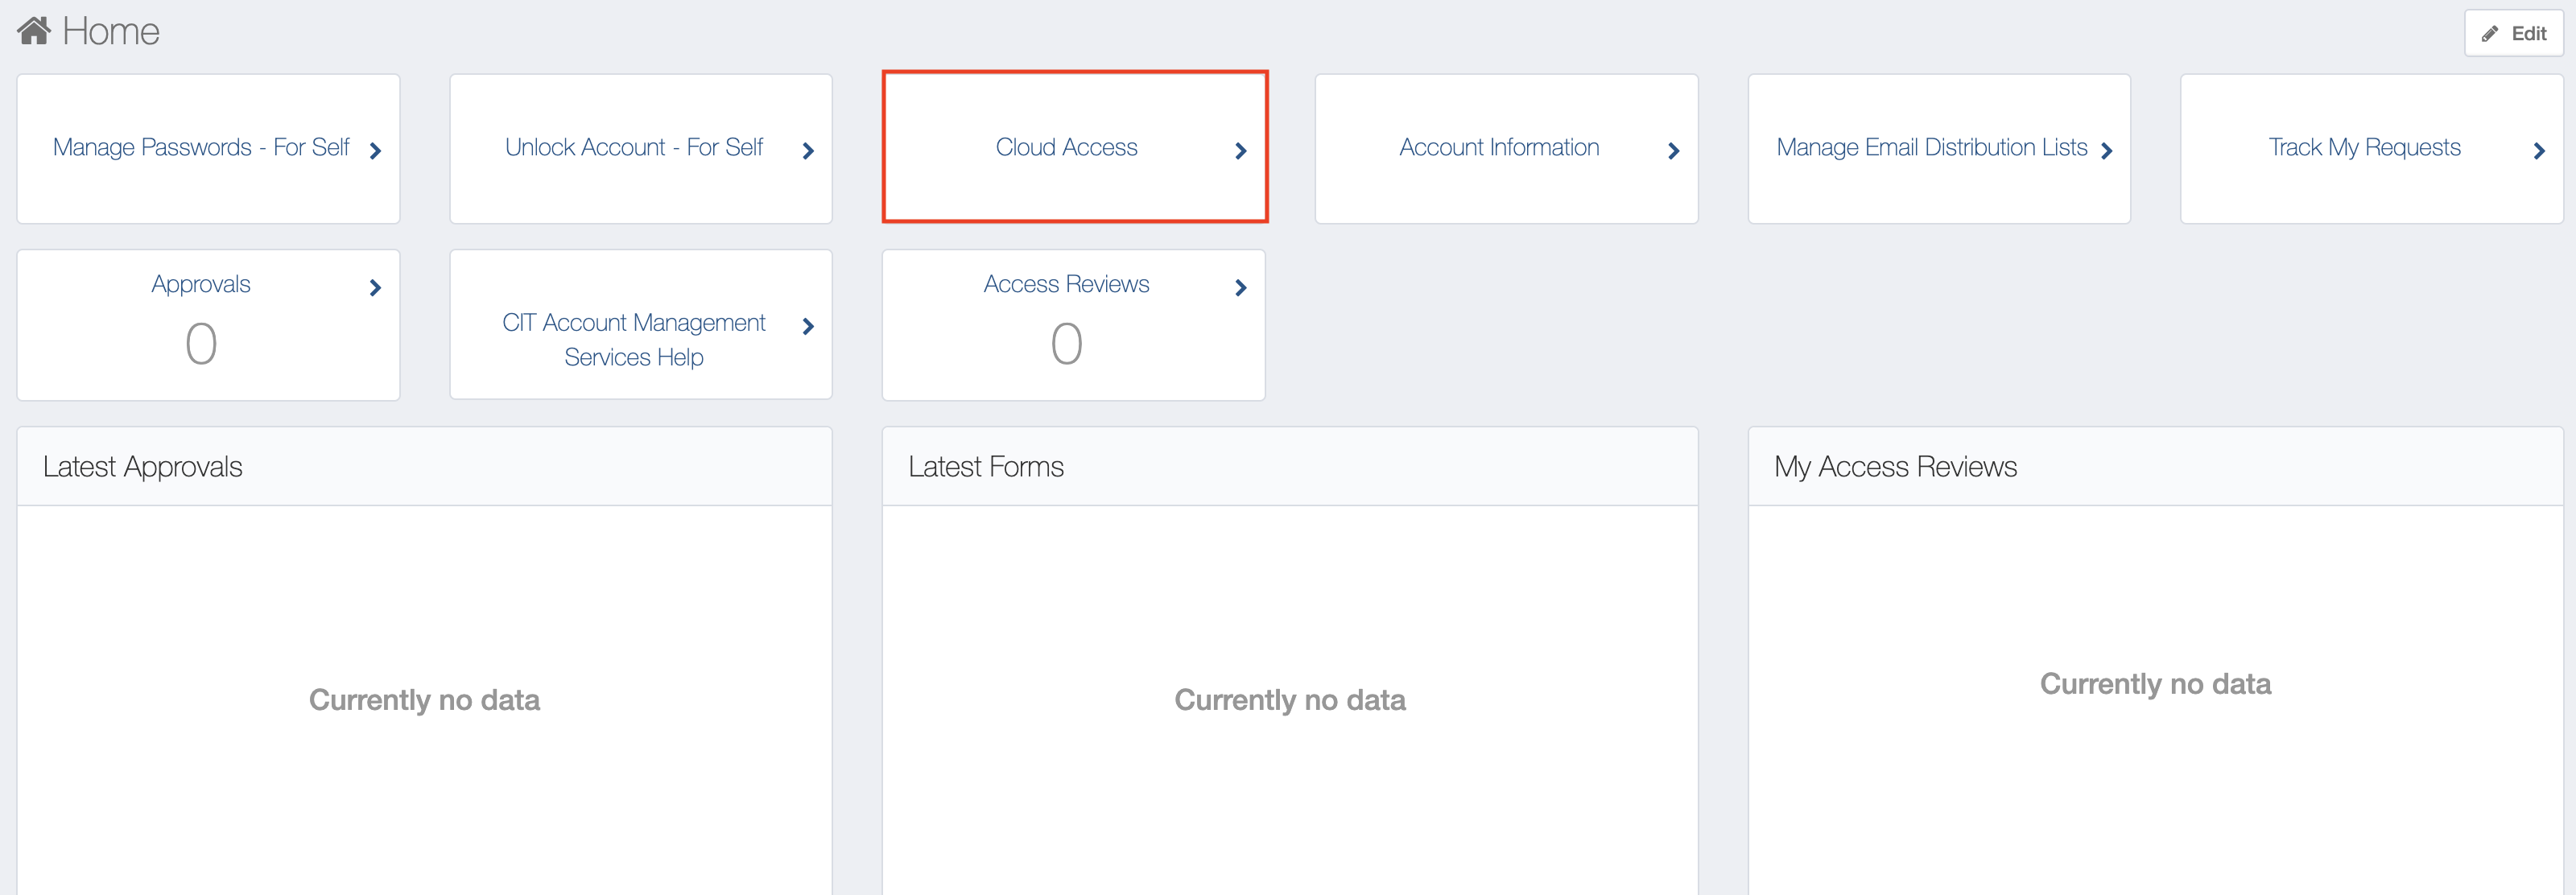 Home
Edit
Manage Passwords - For Self
Unlock Account - For Self
Cloud Access
Account Information
Manage Email Distribution Lists
Track My Requests
Approvals
0
CIT Account Management
Services Help
Access Reviews
0
Latest Approvals
Currently no data
Latest Forms
Currently no data
My Access Reviews
Currently no data